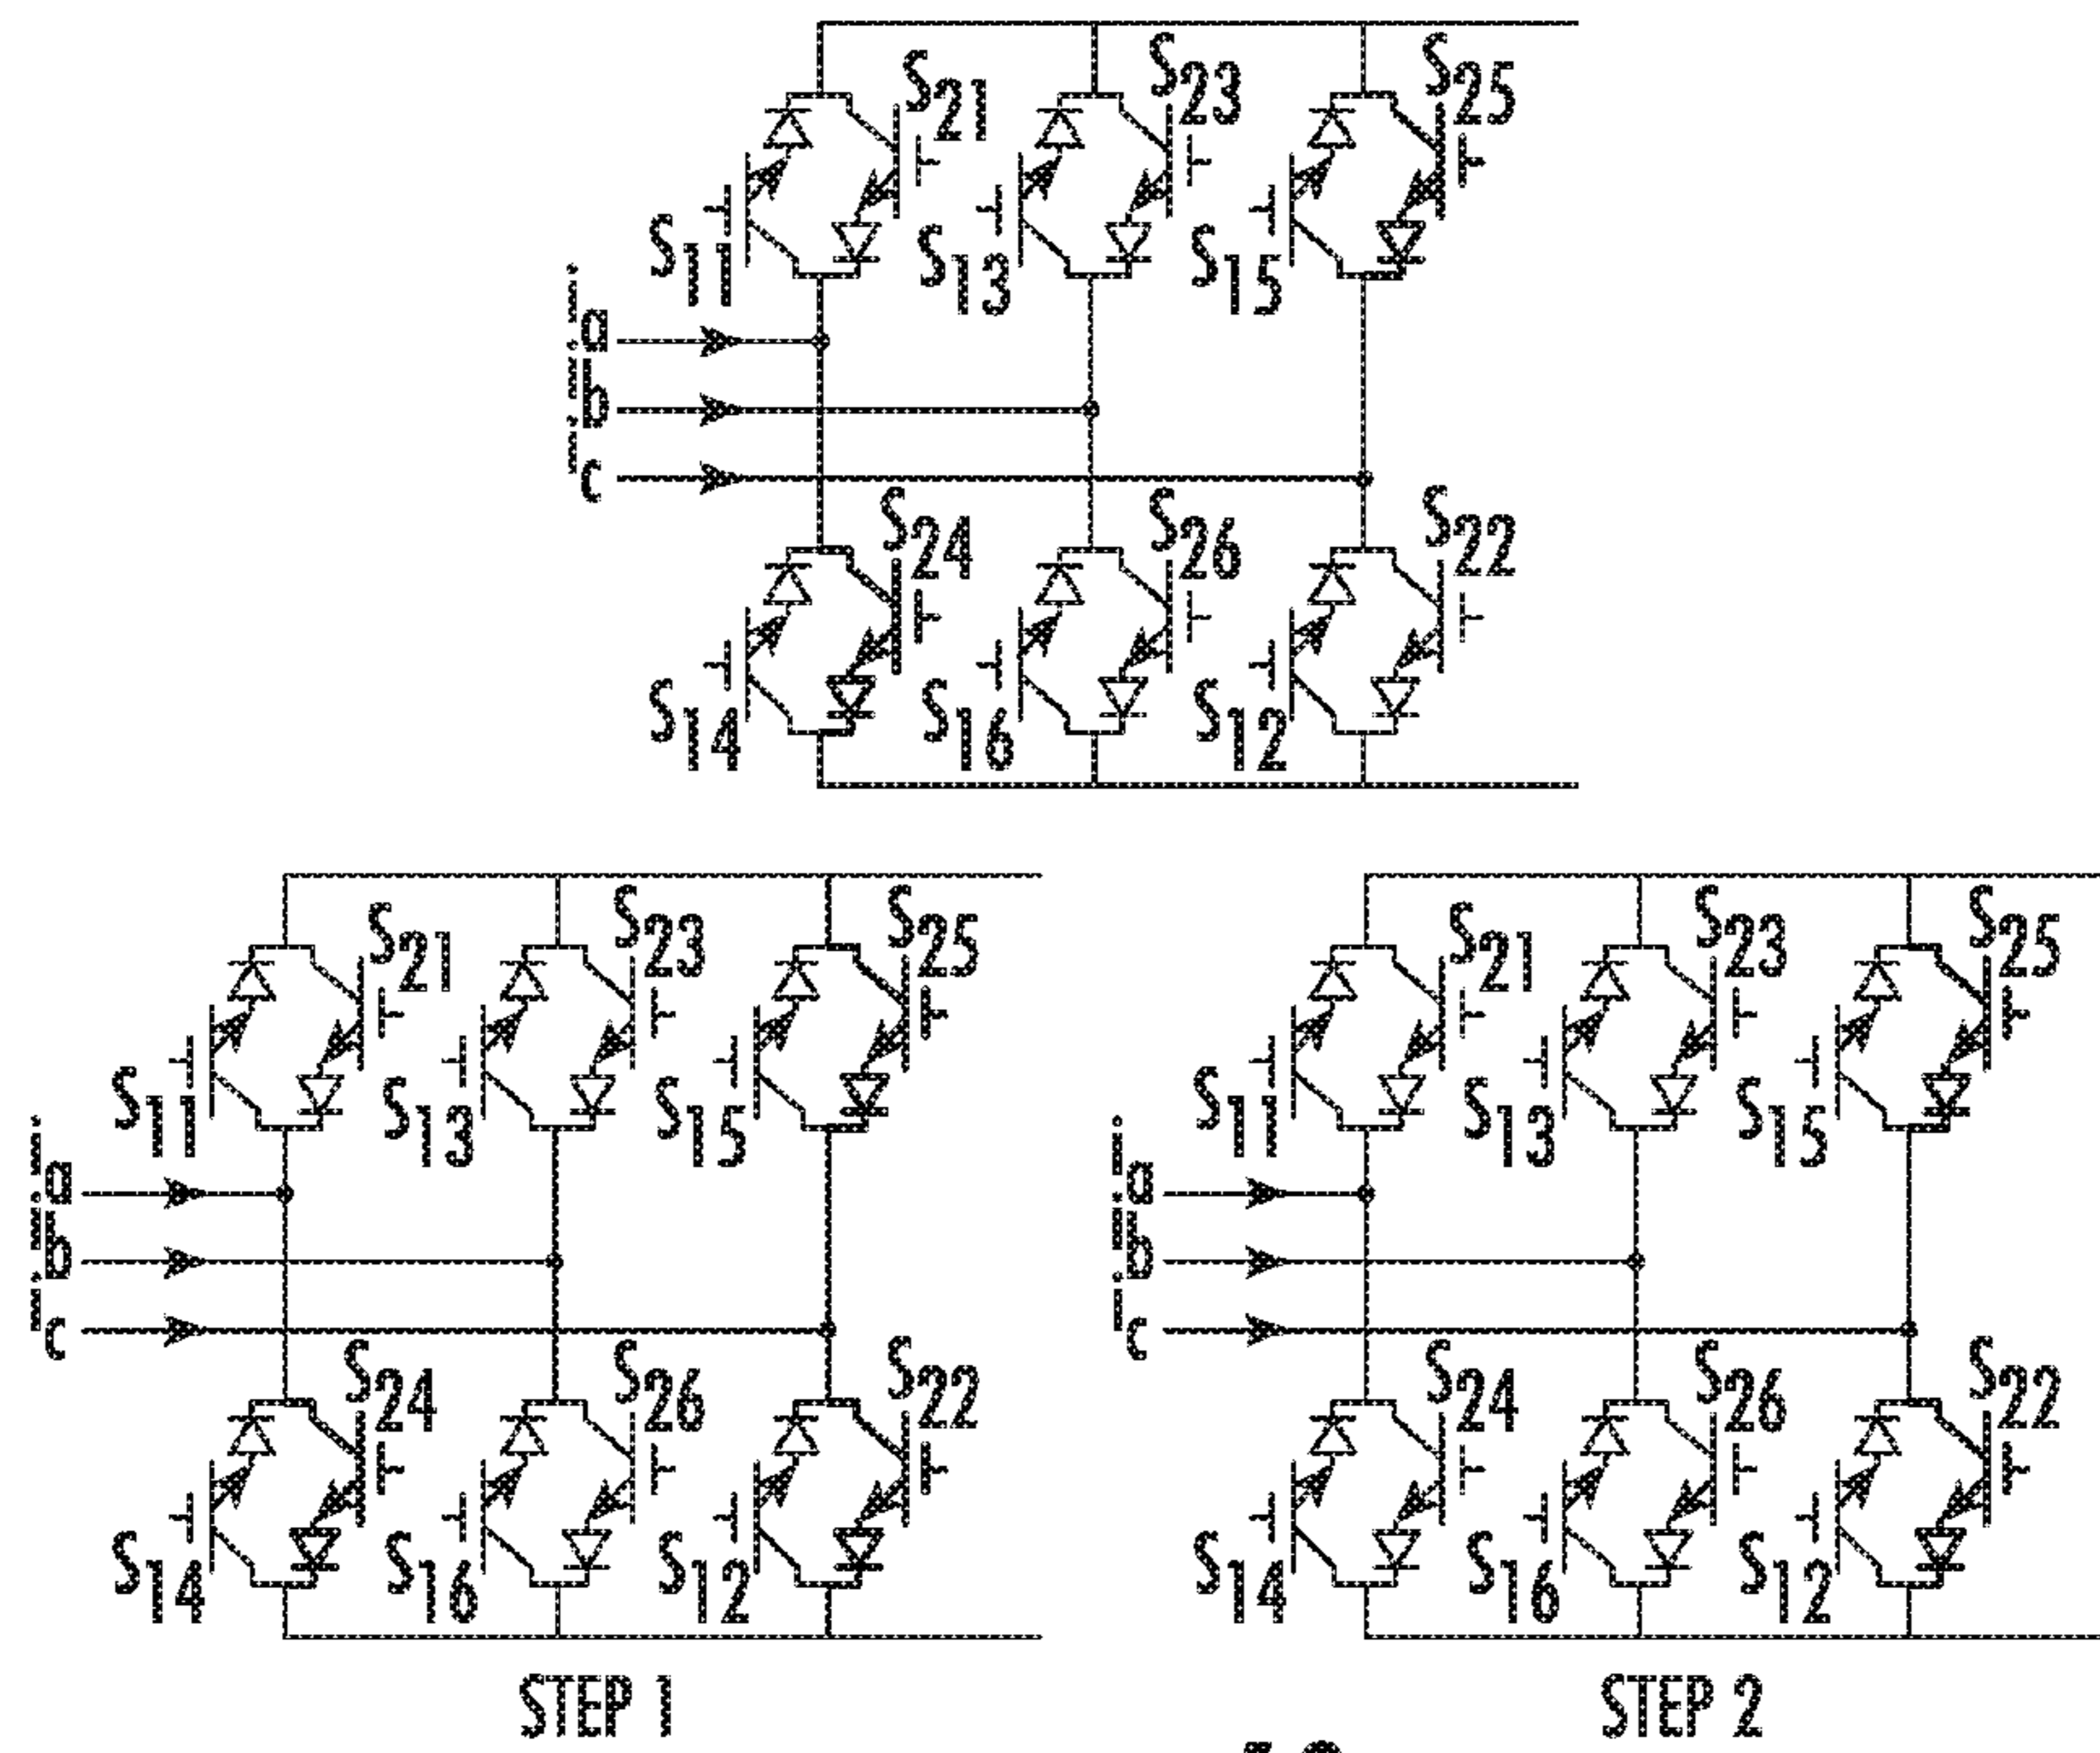 S21 S23 S25
S11 S13 S15
ia
ib
ic
S24 S26 S22
S14 S16 S12
S21 S23 S25
S11 S13 S15
ia
ib
ic
S24 S26 S22
S14 S16 S12
STEP 1
S21 S23 S25
S11 S13 S15
ia
ib
ic
S24 S26 S22
S14 S16 S12
STEP 2